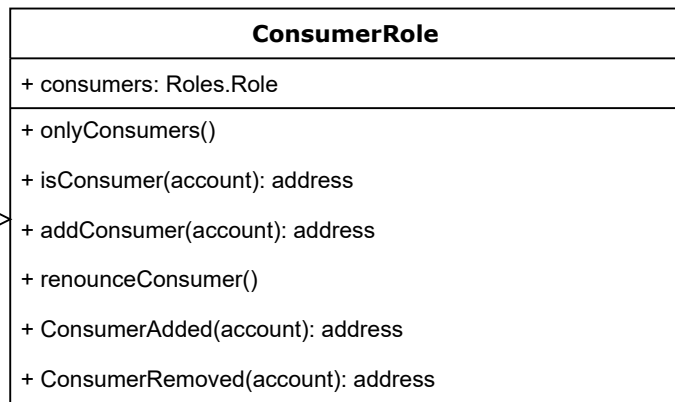 ConsumerRole
+ consumers: Roles.Role
+ onlyConsumers()
+ isConsumer(account): address
+ addConsumer(account): address
+ renounceConsumer()
+ ConsumerAdded(account): address
+ ConsumerRemoved(account): address